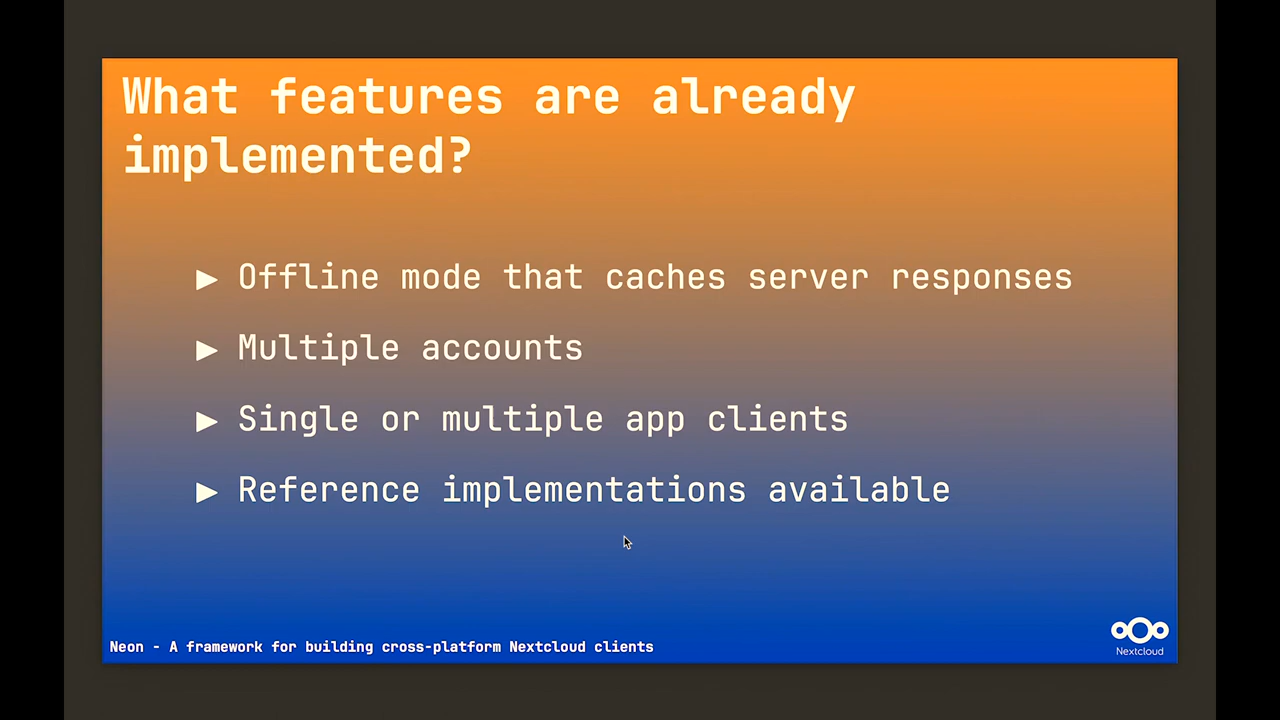 What features are already
implemented?
▶ Offline mode that caches server responses
▶ Multiple accounts
▶ Single or multiple app clients
▶ Reference implementations available
Neon - A framework for building cross-platform Nextcloud clients
Nextcloud